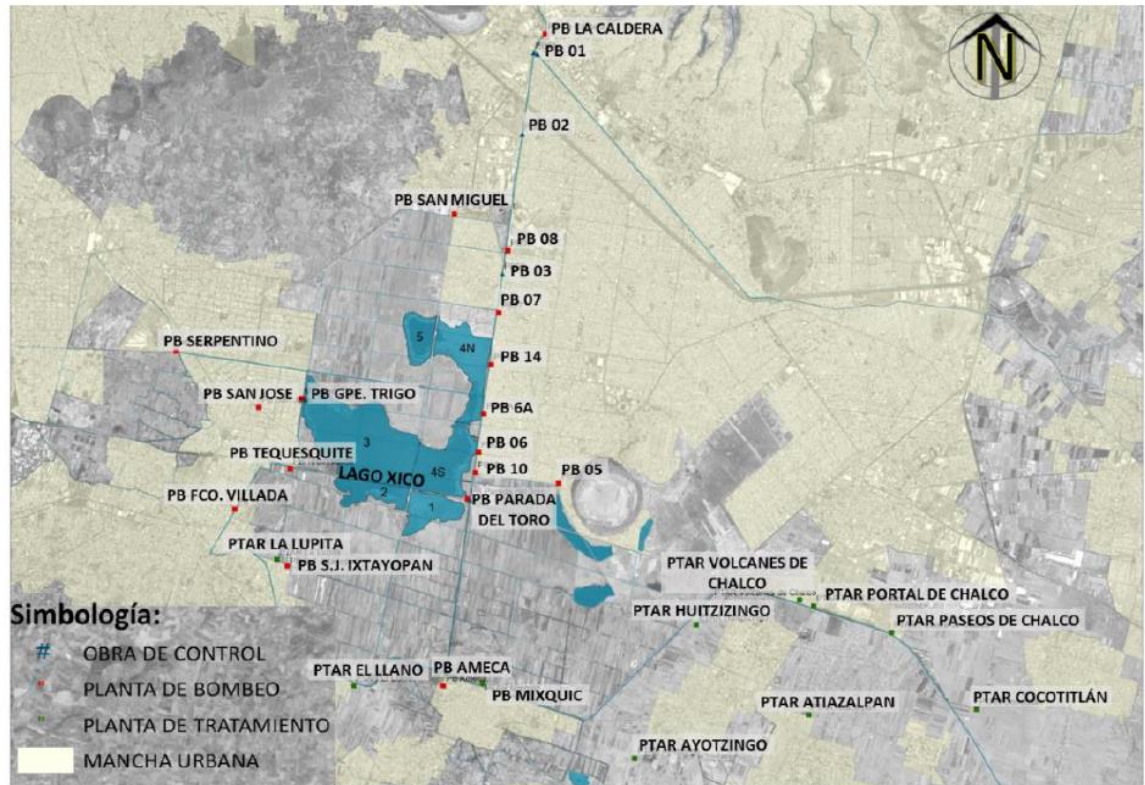 N
PB LA CALDERA
PB 01
PB 02
PB SAN MIGUEL
PB 08
PB 03
PB 07
5
4N
PB SERPENTINO
PB 14
PB SAN JOSE
PB GPE. TRIGO
PB 6A
3
PB 06
PB TEQUESQUITE
LAGO XICO
4S
PB 10
PB 05
2
PB FCO. VILLADA
1
PB PARADA
DEL TORO
PTAR LA LUPITA
PB S.J. IXTAYOPAN
PTAR VOLCANES DE
CHALCO
PTAR PORTAL DE CHALCO
PTAR HUITZIZINGO
PTAR PASEOS DE CHALCO
Simbología:
# OBRA DE CONTROL
PLANTA DE BOMBEO
PLANTA DE TRATAMIENTO
MANCHA URBANA
PTAR EL LLANO
PB AMECA
PB MIXQUIC
PTAR ATIAZALPAN
PTAR COCOTITLÁN
PTAR AYOTZINGO